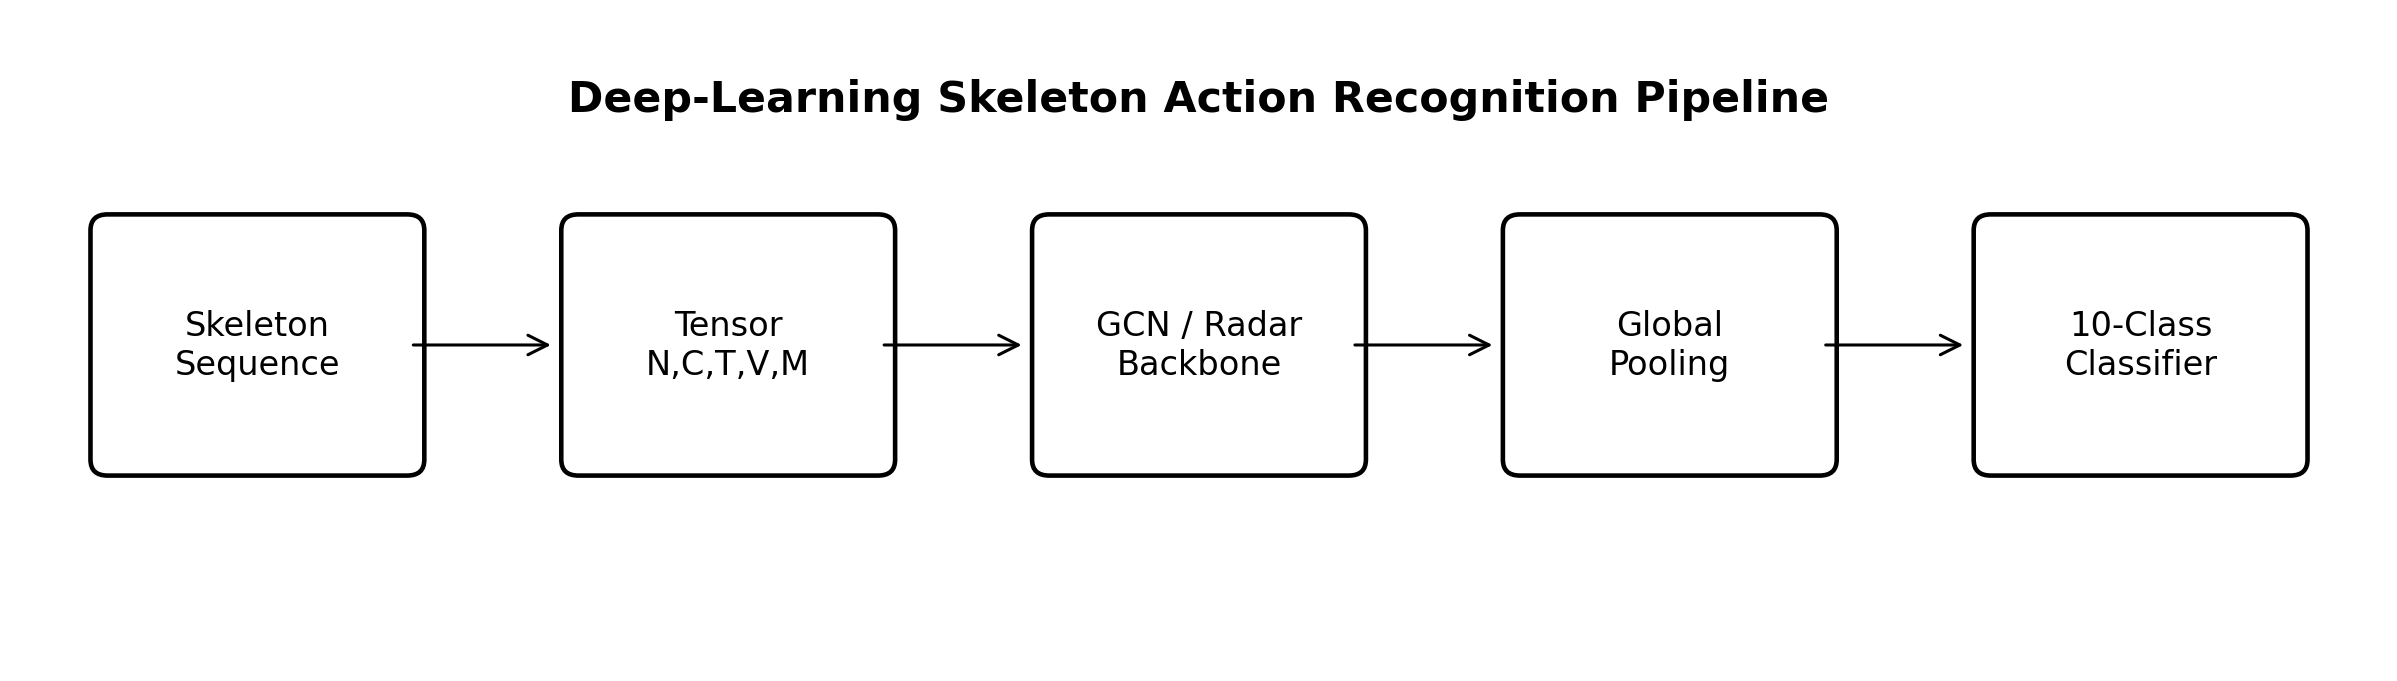 Deep-Learning Skeleton Action Recognition Pipeline
Skeleton
Sequence
Tensor
N,C,T,V,M
GCN / Radar
Backbone
Global
Pooling
10-Class
Classifier